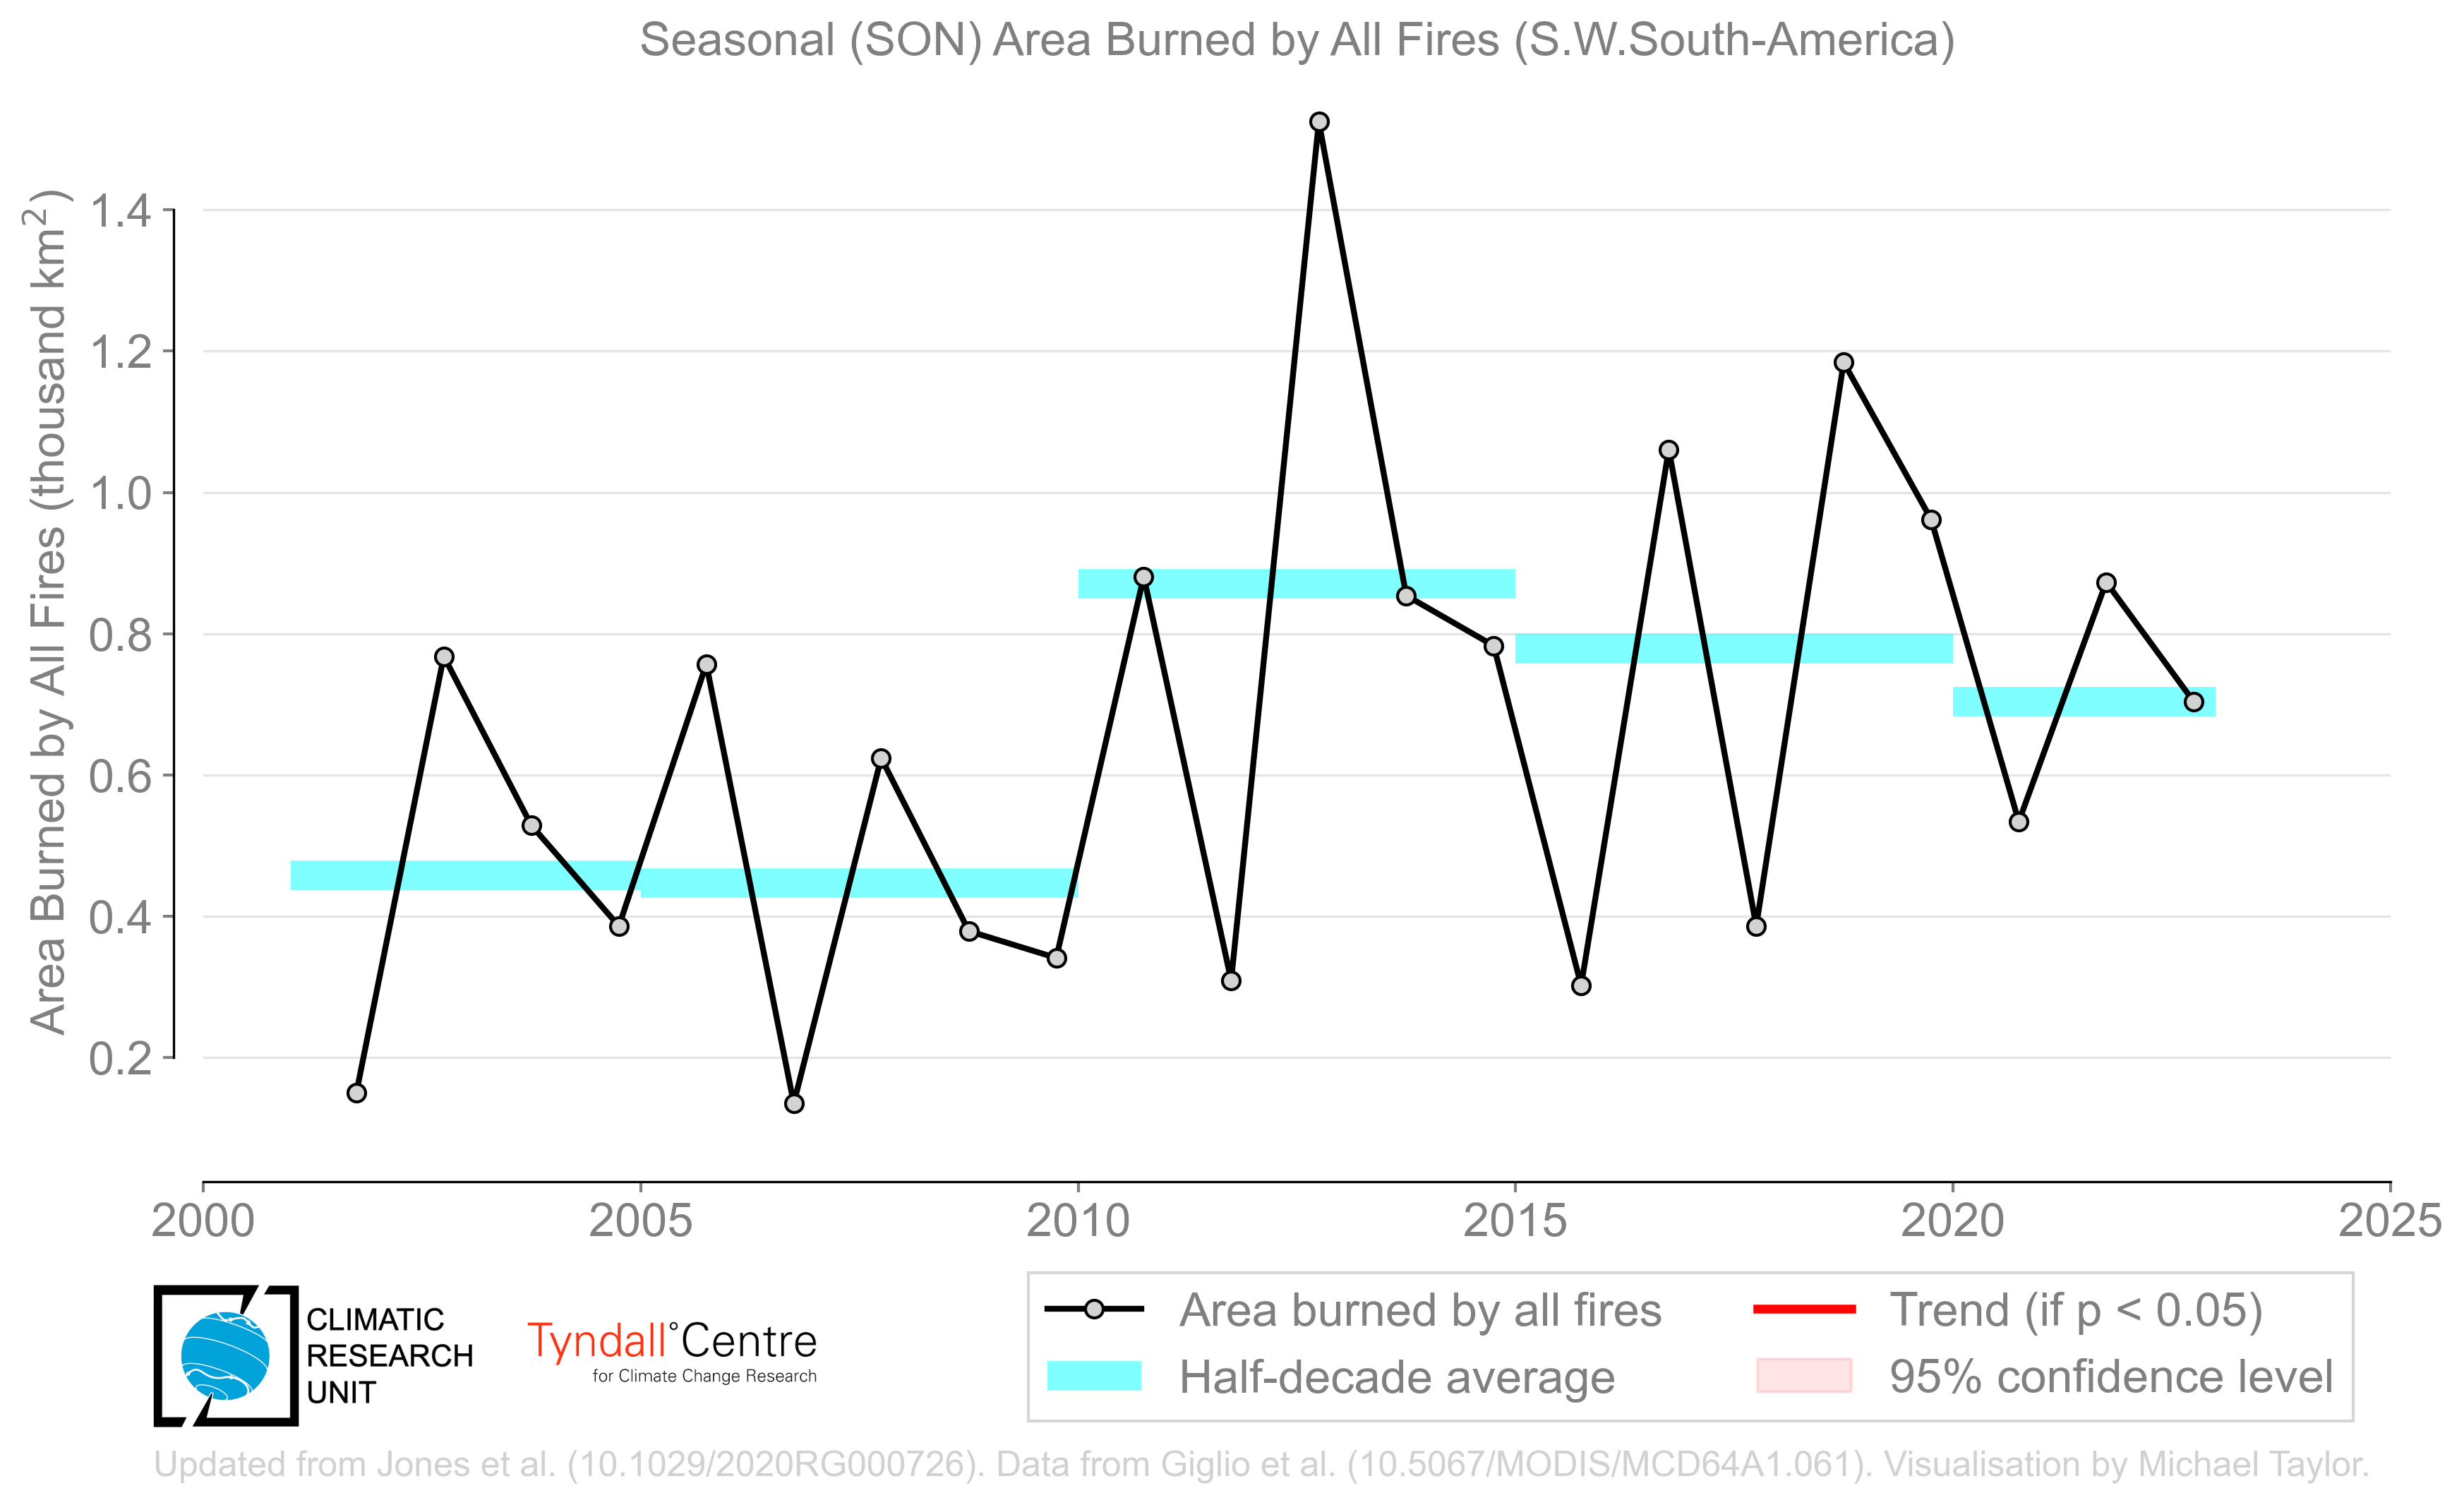 Seasonal (SON) Area Burned by All Fires (S.W.South-America)
Area Burned by All Fires (thousand km²)
1.4
1.2
1.0
0.8
0.6
0.4
0.2
2000 2005 2010 2015 2020 2025
CLIMATIC
RESEARCH
UNIT
Tyndall°Centre
for Climate Change Research
Area burned by all fires
Half-decade average
Trend (if p < 0.05)
95% confidence level
Updated from Jones et al. (10.1029/2020RG000726). Data from Giglio et al. (10.5067/MODIS/MCD64A1.061). Visualisation by Michael Taylor.